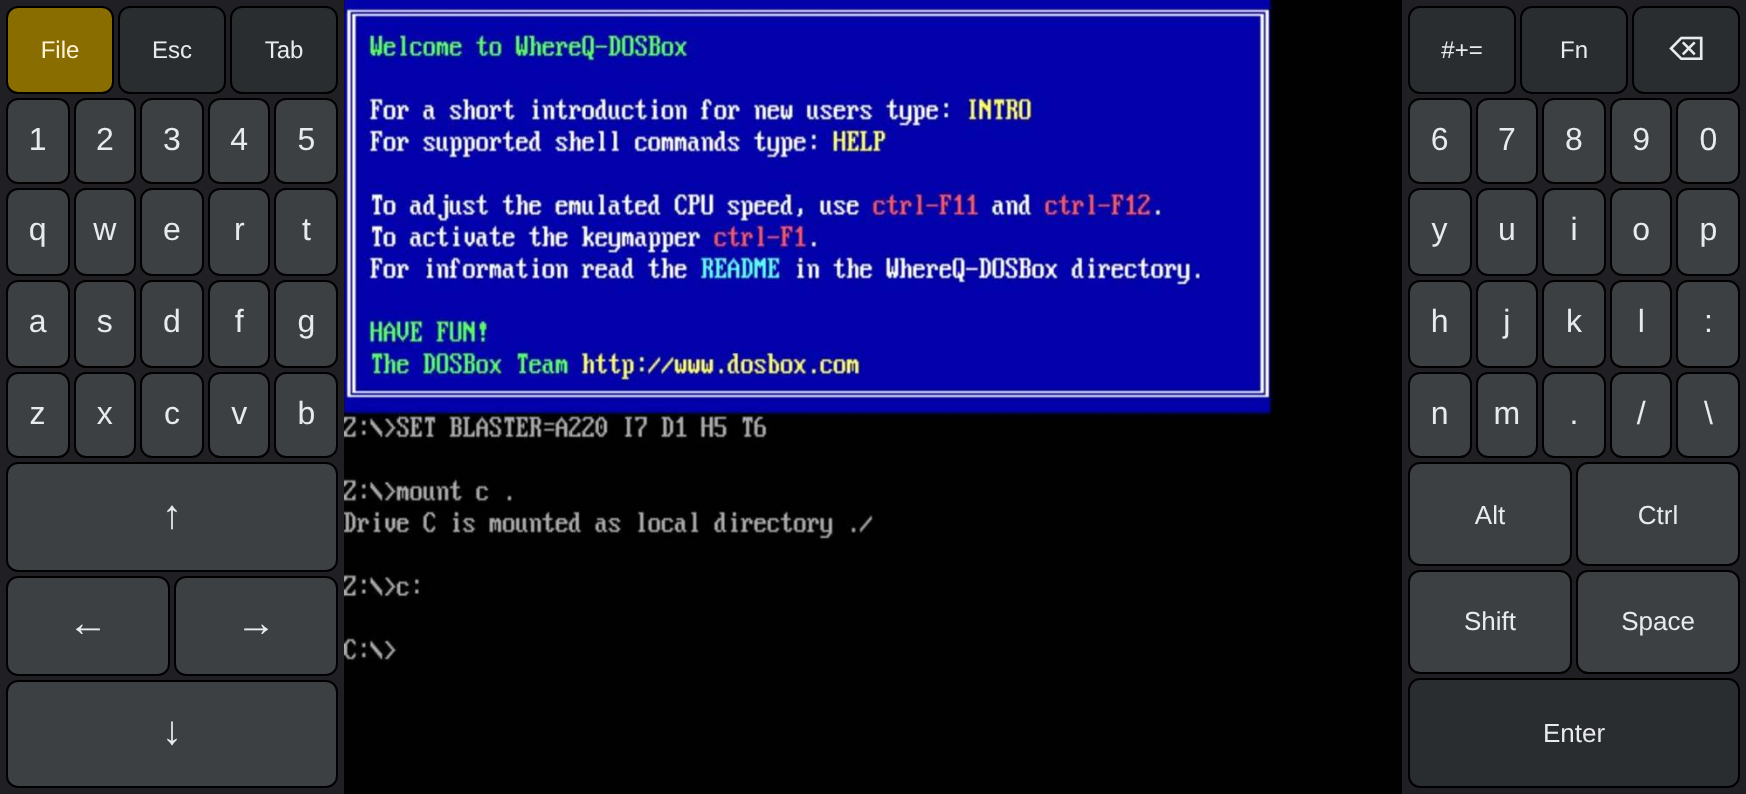 File Esc Tab
1 2 3 4 5
q w e r t
a s d f g
z x c v b
↑
← →
↓
Welcome to WhereQ-DOSBox
For a short introduction for new users type: INTRO
For supported shell commands type: HELP
To adjust the emulated CPU speed, use ctrl-F11 and ctrl-F12.
To activate the keymapper ctrl-F1.
For information read the README in the WhereQ-DOSBox directory.
HAVE FUN!
The DOSBox Team http://www.dosbox.com
Z:\>SET BLASTER=A220 I7 D1 H5 T6
Z:\>mount c .
Drive C is mounted as local directory ./
Z:\>c:
C:\>
#+= Fn ⌫
6 7 8 9 0
y u i o p
h j k l :
n m . / \
Alt Ctrl
Shift Space
Enter